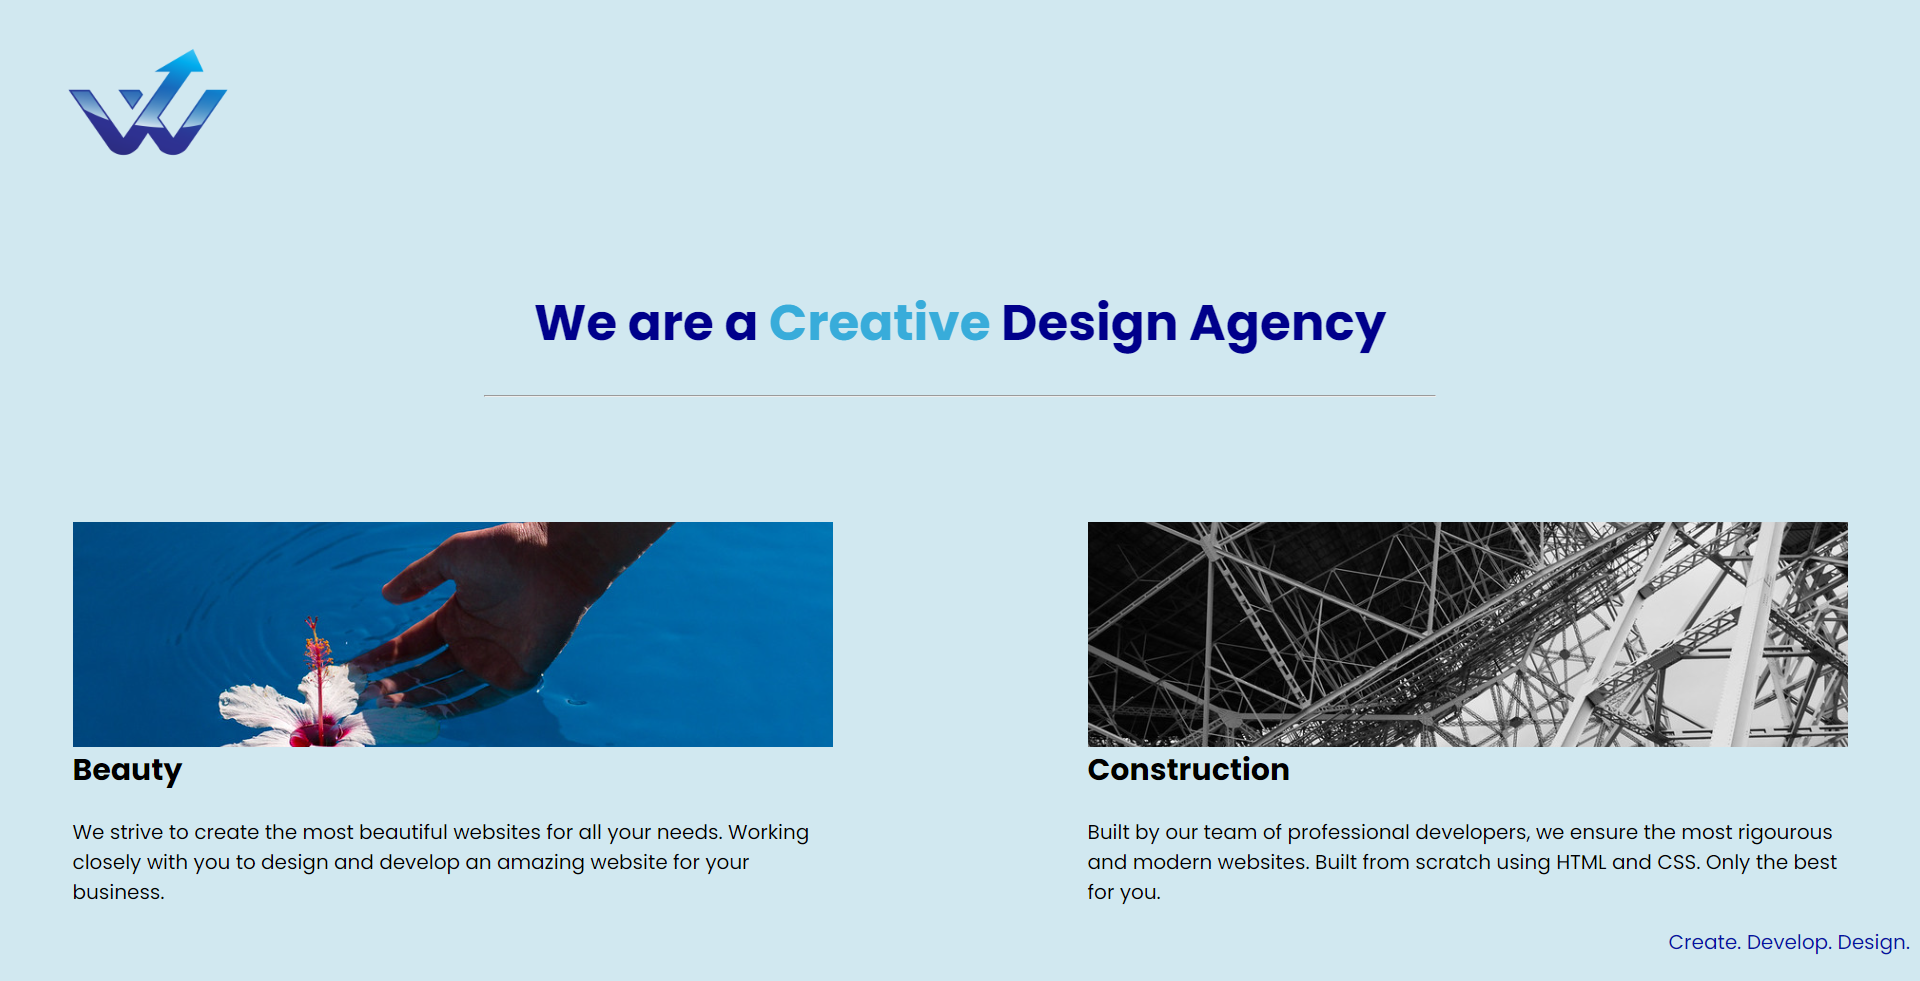 We are a Creative Design Agency
Beauty
We strive to create the most beautiful websites for all your needs. Working
closely with you to design and develop an amazing website for your
business.
Construction
Built by our team of professional developers, we ensure the most rigourous
and modern websites. Built from scratch using HTML and CSS. Only the best
for you.
Create. Develop. Design.